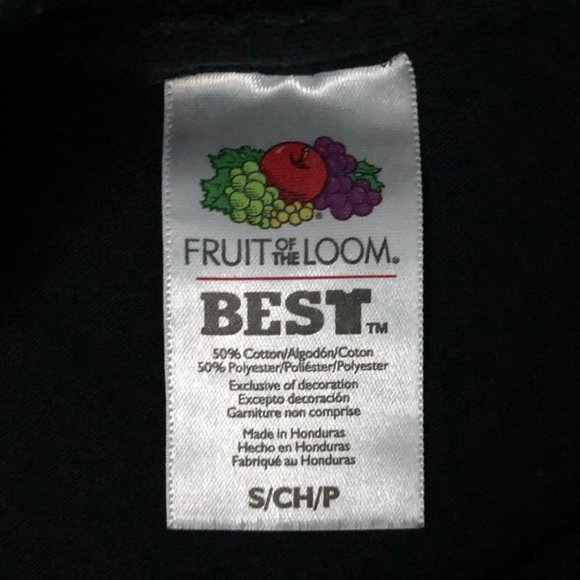 FRUIT OF THE LOOM®
BEST™
50% Cotton/Algodón/Coton
50% Polyester/Poliéster/Polyester
Exclusive of decoration
Excepto decoración
Garniture non comprise
Made in Honduras
Hecho en Honduras
Fabriqué au Honduras
S/CH/P